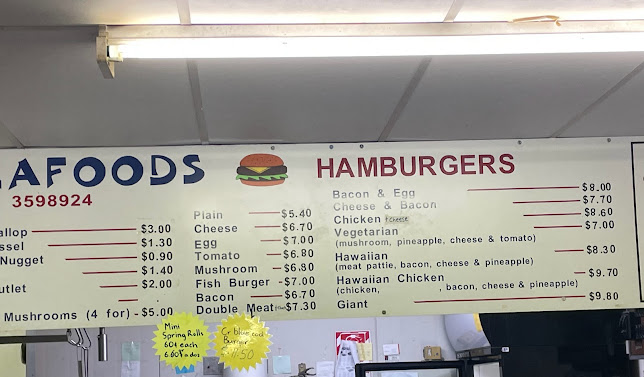 AFOODS
3598924
allop $3.00
ssel $1.30
Nugget $0.90
$1.40
utlet $2.00
Mushrooms (4 for) - $5.00
Plain $5.40
Cheese $6.70
Egg $7.00
Tomato $6.80
Mushroom $6.80
Fish Burger - $7.00
Bacon $6.70
Double Meat $7.30
HAMBURGERS
Bacon & Egg $8.00
Cheese & Bacon $7.70
Chicken + cheese $8.60
Vegetarian $7.00
(mushroom, pineapple, cheese & tomato)
Hawaiian $8.30
(meat pattie, bacon, cheese & pineapple)
Hawaiian Chicken $9.70
(chicken, , bacon, cheese & pineapple)
Giant $9.80
Mini
Spring Rolls
60¢ each
6.60 a doz
Burger
50